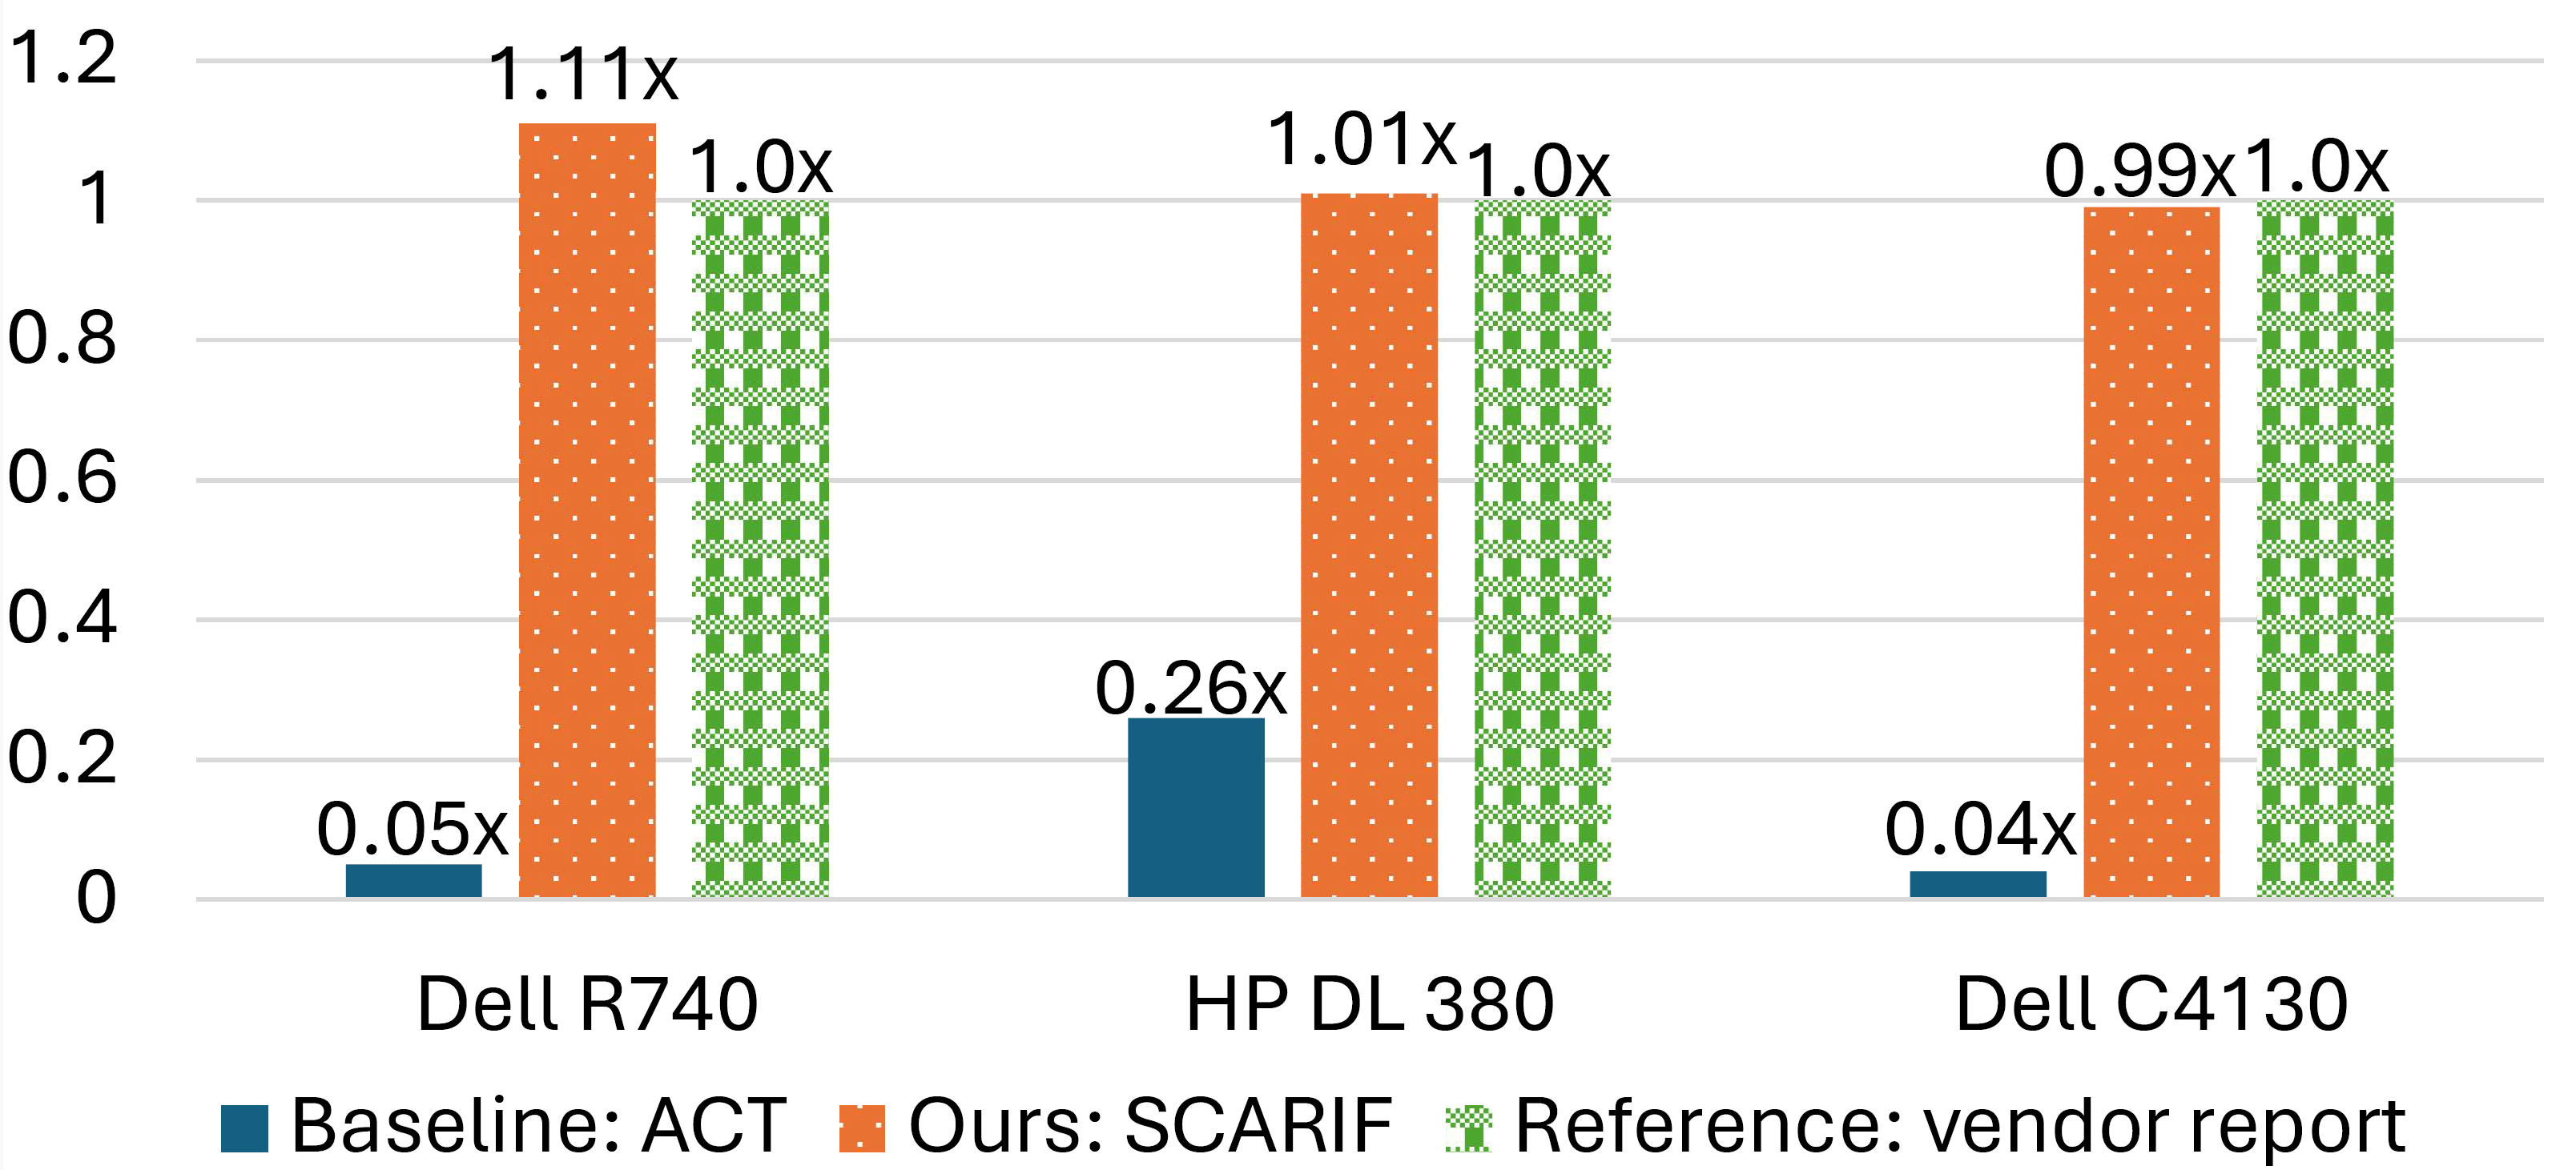 1.2
1
0.8
0.6
0.4
0.2
0
0.05x
1.11x
1.0x
0.26x
1.01x
1.0x
0.04x
0.99x
1.0x
Dell R740
HP DL 380
Dell C4130
Baseline: ACT
Ours: SCARIF
Reference: vendor report